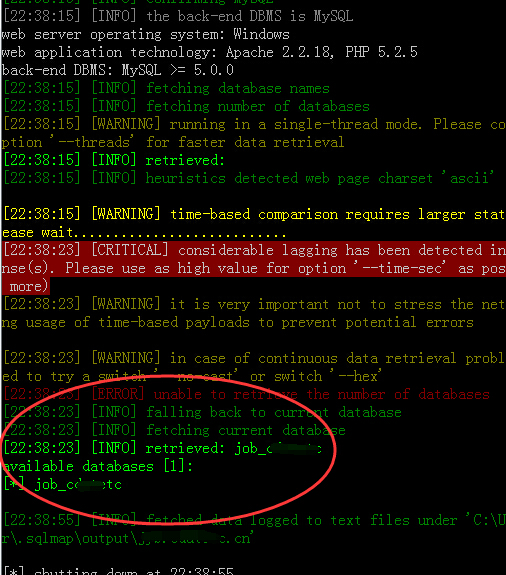 [22:38:15] [INFO] confirming MySQL
[22:38:15] [INFO] the back-end DBMS is MySQL
web server operating system: Windows
web application technology: Apache 2.2.18, PHP 5.2.5
back-end DBMS: MySQL >= 5.0.0
[22:38:15] [INFO] fetching database names
[22:38:15] [INFO] fetching number of databases
[22:38:15] [WARNING] running in a single-thread mode. Please co
ption '--threads' for faster data retrieval
[22:38:15] [INFO] retrieved:
[22:38:15] [INFO] heuristics detected web page charset 'ascii'
[22:38:15] [WARNING] time-based comparison requires larger stat
ease wait...........................
[22:38:23] [CRITICAL] considerable lagging has been detected in
nse(s). Please use as high value for option '--time-sec' as pos
more)
[22:38:23] [WARNING] it is very important not to stress the net
ng usage of time-based payloads to prevent potential errors
[22:38:23] [WARNING] in case of continuous data retrieval probl
ed to try a switch '--no-cast' or switch '--hex'
[22:38:23] [ERROR] unable to retrieve the number of databases
[22:38:23] [INFO] falling back to current database
[22:38:23] [INFO] fetching current database
[22:38:23] [INFO] retrieved:
available databases [1]:
[*]
[22:38:55] [INFO] fetched data logged to text files under 'C:\U
r\.sqlmap\output\
[*] shutting down at 22:38:55